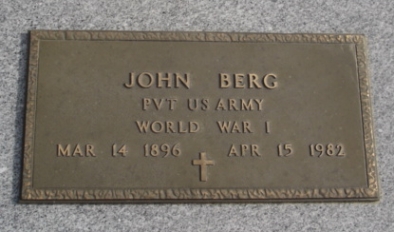 JOHN BERG
PVT US ARMY
WORLD WAR I
MAR 14 1896 APR 15 1982